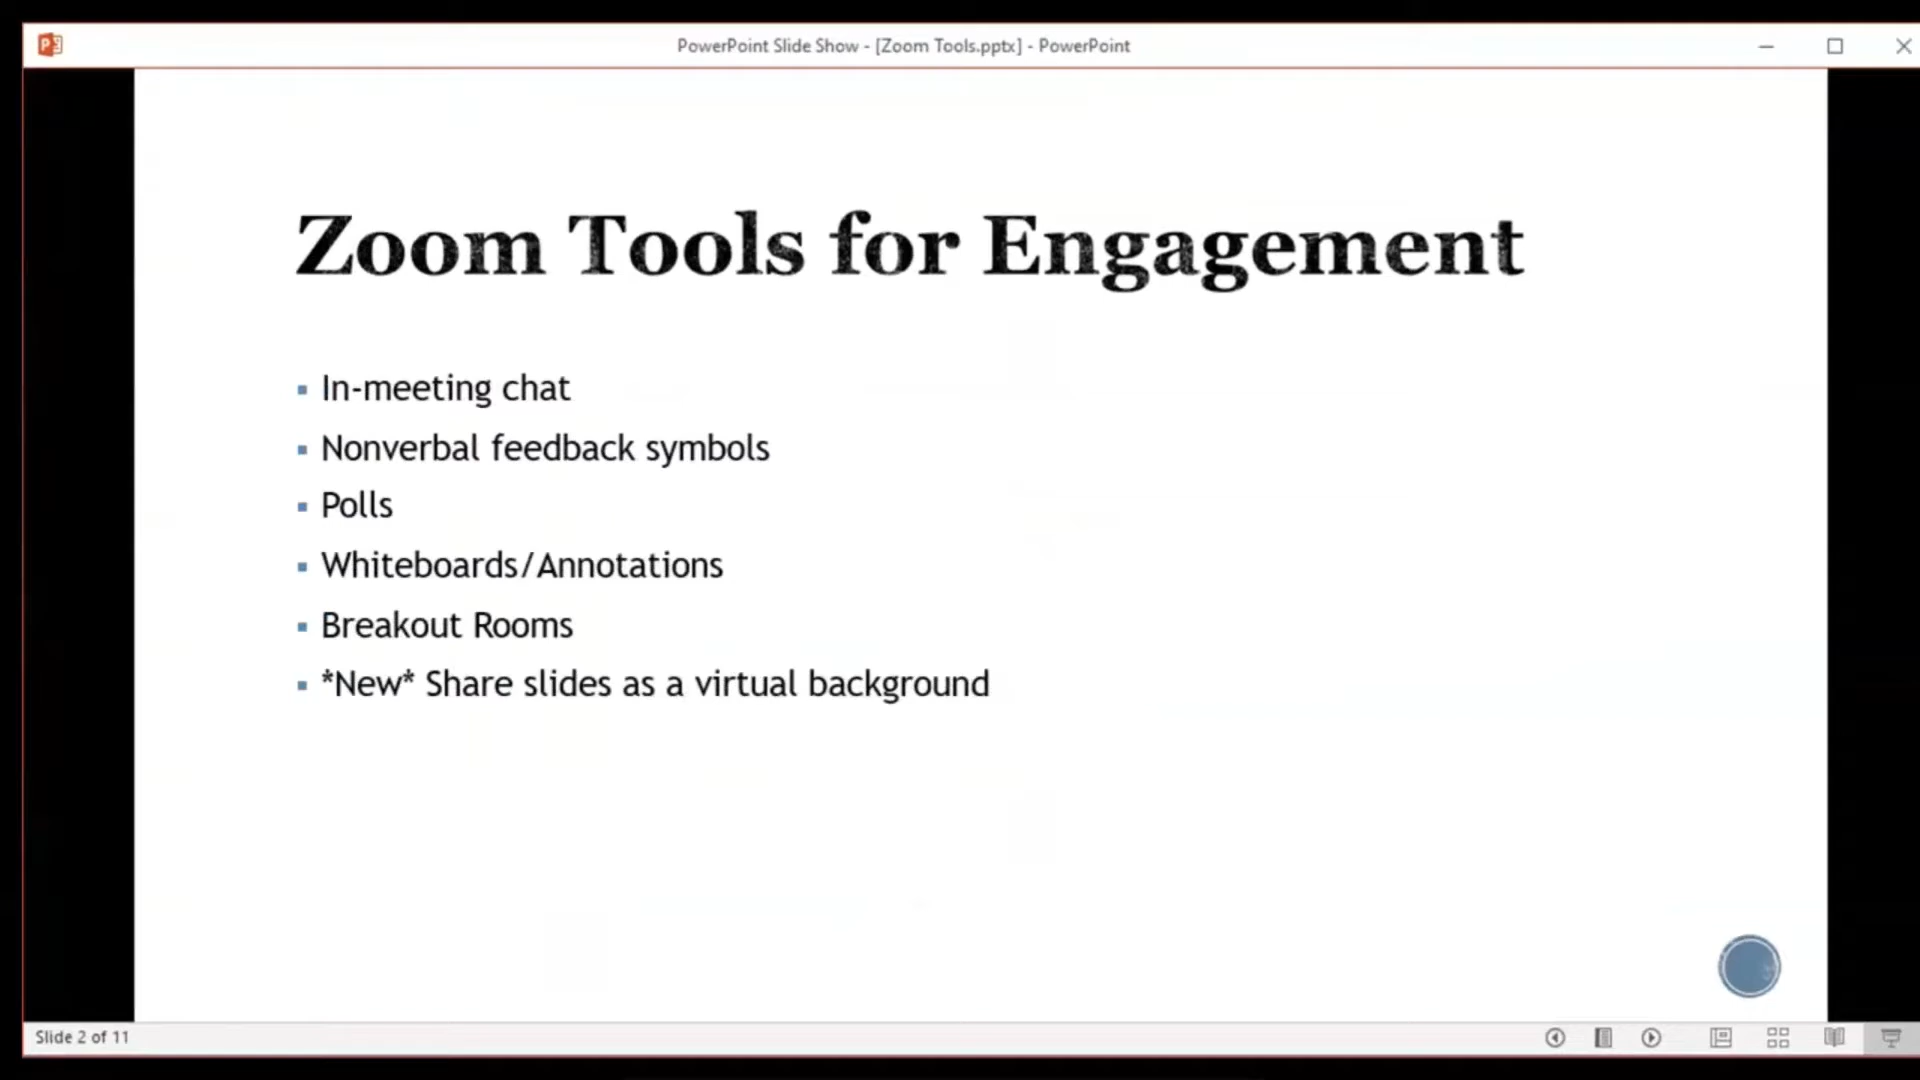 PowerPoint Slide Show - [Zoom Tools.pptx] - PowerPoint
Zoom Tools for Engagement
In-meeting chat
Nonverbal feedback symbols
Polls
Whiteboards/Annotations
Breakout Rooms
*New* Share slides as a virtual background
Slide 2 of 11